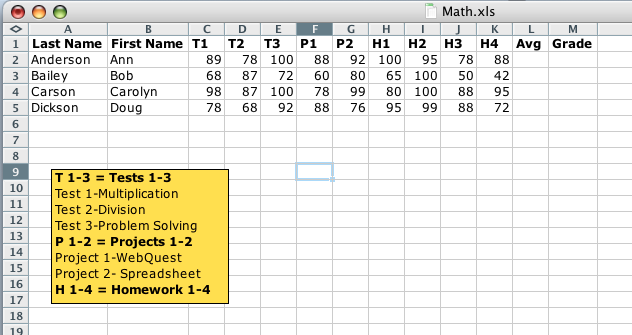 Math.xls
A B C D E F G H I J K L M
1 Last Name First Name T1 T2 T3 P1 P2 H1 H2 H3 H4 Avg Grade
2 Anderson Ann 89 78 100 88 92 100 95 78 88
3 Bailey Bob 68 87 72 60 80 65 100 50 42
4 Carson Carolyn 98 87 100 78 99 80 100 88 95
5 Dickson Doug 78 68 92 88 76 95 99 88 72
6
7
8
9
10
11
12
13
14
15
16
17
18
19
T 1-3 = Tests 1-3
Test 1-Multiplication
Test 2-Division
Test 3-Problem Solving
P 1-2 = Projects 1-2
Project 1-WebQuest
Project 2- Spreadsheet
H 1-4 = Homework 1-4